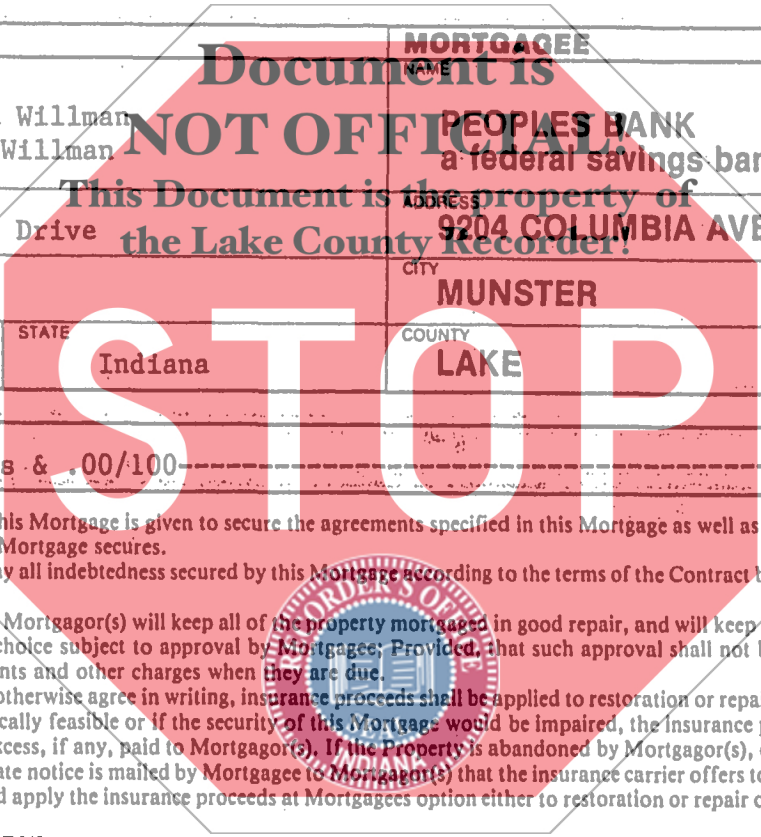 MORTGAGEE
Document is
NAME
Willman
NOT OFFICIAL!
PEOPLES BANK
Willman
a federal savings
This Document is the property of
ADDRESS
Drive
9204 COLUMBIA
the Lake County Recorder!
CITY
MUNSTER
STATE
COUNTY
Indiana
LAKE
STOP
s & .00/100
his Mortgage is given to secure the agreements specified in this Mortgage as well as
Mortgage secures.
y all indebtedness secured by this Mortgage according to the terms of the Contract
Mortgagor(s) will keep all of the property mortgaged in good repair, and will keep
choice subject to approval by Mortgagee; Provided, that such approval shall not
nts and other charges when they are due.
otherwise agree in writing, insurance proceeds shall be applied to restoration or repa
cally feasible or if the security of this Mortgage would be impaired, the insurance
xcess, if any, paid to Mortgagor(s). If the Property is abandoned by Mortgagor(s),
ate notice is mailed by Mortgagee to Mortgagor(s) that the insurance carrier offers to
d apply the insurance proceeds at Mortgagees option either to restoration or repair
RECORDER'S OFFICE
SEAL
INDIANA